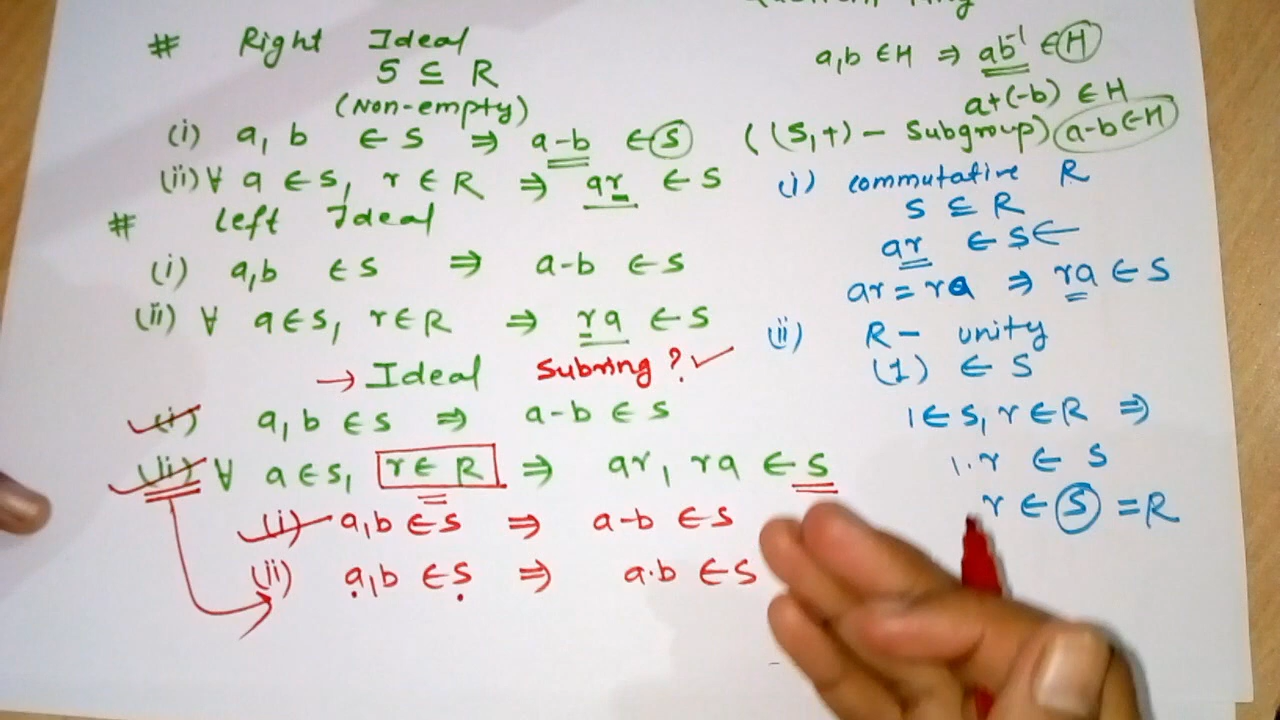 # Right Ideal
S ⊆ R
(Non-empty)
(i) a, b ∈ S ⇒ a-b ∈ S
(ii) ∀ a ∈ S, r ∈ R ⇒ ar ∈ S
# Left Ideal
(i) a,b ∈ S ⇒ a-b ∈ S
(ii) ∀ a∈S, r∈R ⇒ ra ∈ S
→ Ideal Subring ? ✓
(i) a, b ∈ S ⇒ a-b ∈ S
(ii) ∀ a∈S, r∈R ⇒ ar, ra ∈ S
(i) a,b ∈ S ⇒ a-b ∈ S
(ii) a,b ∈ S ⇒ a·b ∈ S
Ring
a,b ∈ H ⇒ ab⁻¹ ∈ H
a+(-b) ∈ H
((S,+) - Subgroup) a-b ∈ H
(i) commutative R
S ⊆ R
ar ∈ S ←
ar = ra ⇒ ra ∈ S
(ii) R - unity
(1) ∈ S
1 ∈ S, r ∈ R ⇒
1·r ∈ S
r ∈ S = R